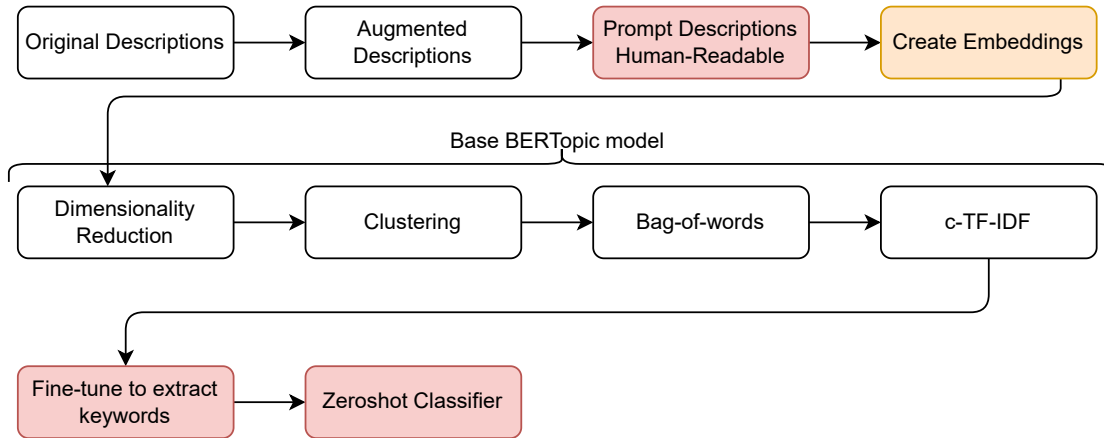 Original Descriptions
Augmented
Descriptions
Prompt Descriptions
Human-Readable
Create Embeddings
Base BERTopic model
Dimensionality
Reduction
Clustering
Bag-of-words
c-TF-IDF
Fine-tune to extract
keywords
Zeroshot Classifier